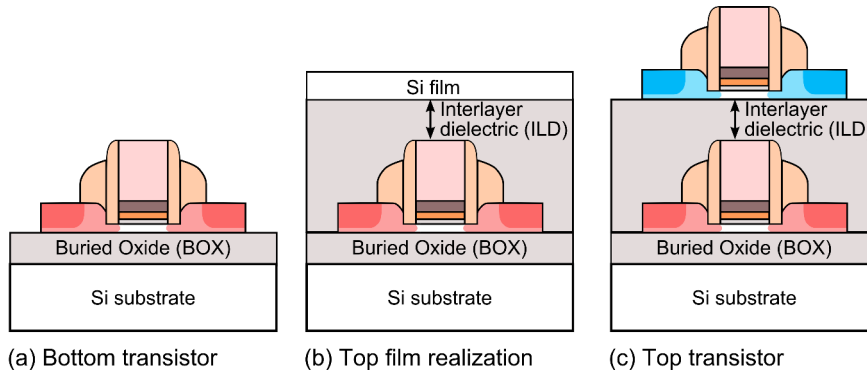 Buried Oxide (BOX)
Si substrate
(a) Bottom transistor
Si film
Interlayer
dielectric (ILD)
Buried Oxide (BOX)
Si substrate
(b) Top film realization
Interlayer
dielectric (ILD
Buried Oxide (BOX)
Si substrate
(c) Top transistor